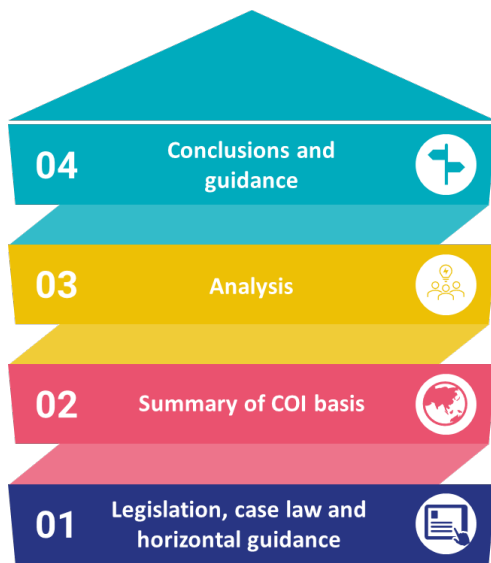 04
Conclusions and
guidance
03
Analysis
02
Summary of COI basis
01
Legislation, case law and
horizontal guidance